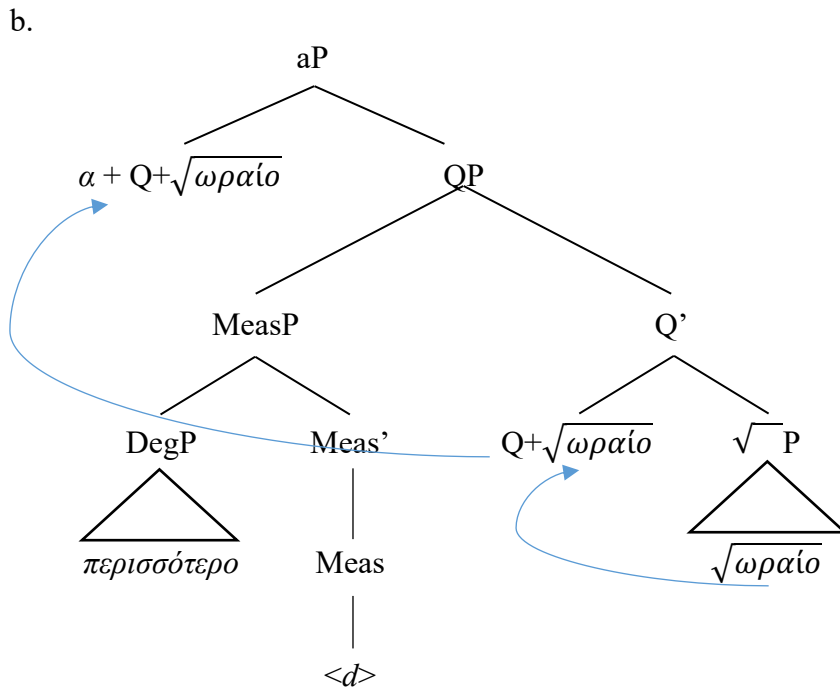 b.
aP
α + Q+√ωραίο
QP
MeasP
Q’
DegP
Meas’
Q+√ωραίο
√ P
περισσότερο
Meas
√ωραίο
<d>